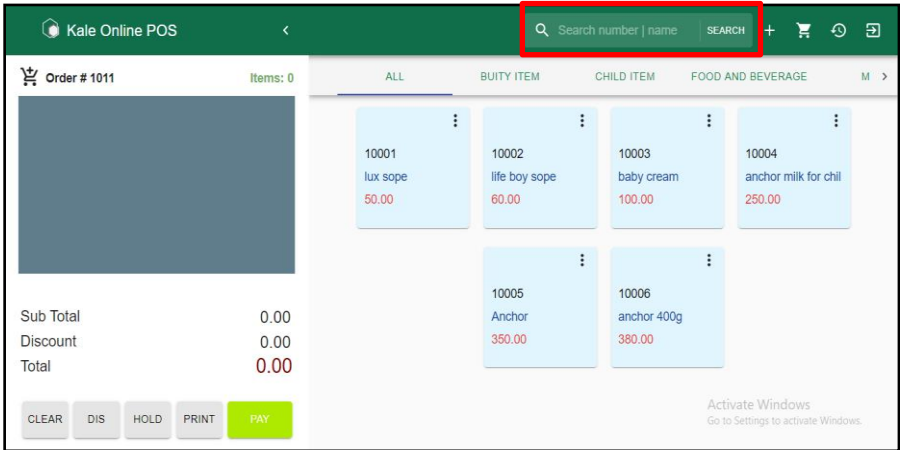 Kale Online POS
Search number | name SEARCH
Order # 1011 Items: 0
ALL BUITY ITEM CHILD ITEM FOOD AND BEVERAGE M
10001
lux sope
50.00
10002
life boy sope
60.00
10003
baby cream
100.00
10004
anchor milk for chil
250.00
10005
Anchor
350.00
10006
anchor 400g
380.00
Sub Total 0.00
Discount 0.00
Total 0.00
CLEAR DIS HOLD PRINT PAY
Activate Windows
Go to Settings to activate Windows.